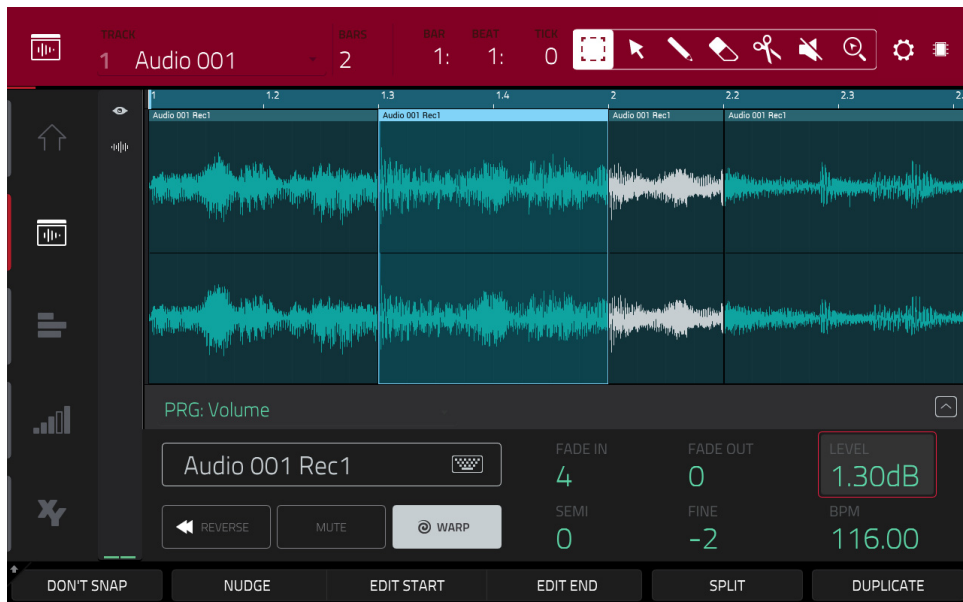 TRACK BARS BAR BEAT TICK
1 Audio 001 2 1: 1: 0
1 1.2 1.3 1.4 2 2.2 2.3 2.
Audio 001 Rec1 Audio 001 Rec1 Audio 001 Rec1 Audio 001 Rec1
PRG: Volume
Audio 001 Rec1
FADE IN FADE OUT LEVEL
4 0 1.30dB
REVERSE MUTE WARP
SEMI FINE BPM
0 -2 116.00
DON'T SNAP NUDGE EDIT START EDIT END SPLIT DUPLICATE
XY